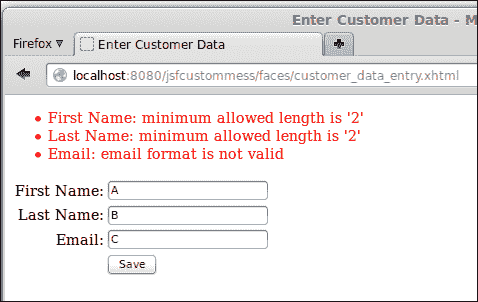 Enter Customer Data - M
Firefox
Enter Customer Data
localhost:8080/jsfcustommess/faces/customer_data_entry.xhtml
• First Name: minimum allowed length is '2'
• Last Name: minimum allowed length is '2'
• Email: email format is not valid
First Name: A
Last Name: B
Email: C
Save